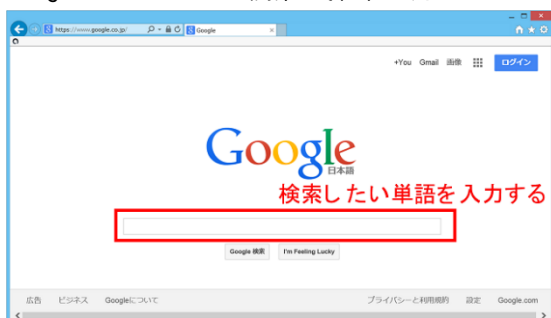 https://www.google.co.jp/
Google
+You Gmail 画像
ログイン
Google
日本語
検索したい単語を入力する
Google 検索 I'm Feeling Lucky
広告 ビジネス Googleについて プライバシーと利用規約 設定 Google.com